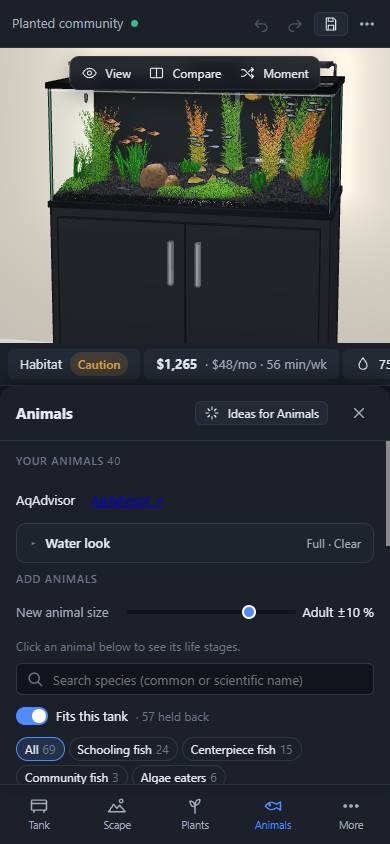 Planted community
View Compare Moment
Habitat Caution $1,265 · $48/mo · 56 min/wk 75
Animals Ideas for Animals
YOUR ANIMALS 40
AqAdvisor AqAdvisor ↗
Water look Full · Clear
ADD ANIMALS
New animal size Adult ±10 %
Click an animal below to see its life stages.
Search species (common or scientific name)
Fits this tank · 57 held back
All 69 Schooling fish 24 Centerpiece fish 15
Community fish 3 Algae eaters 6
Tank Scape Plants Animals More